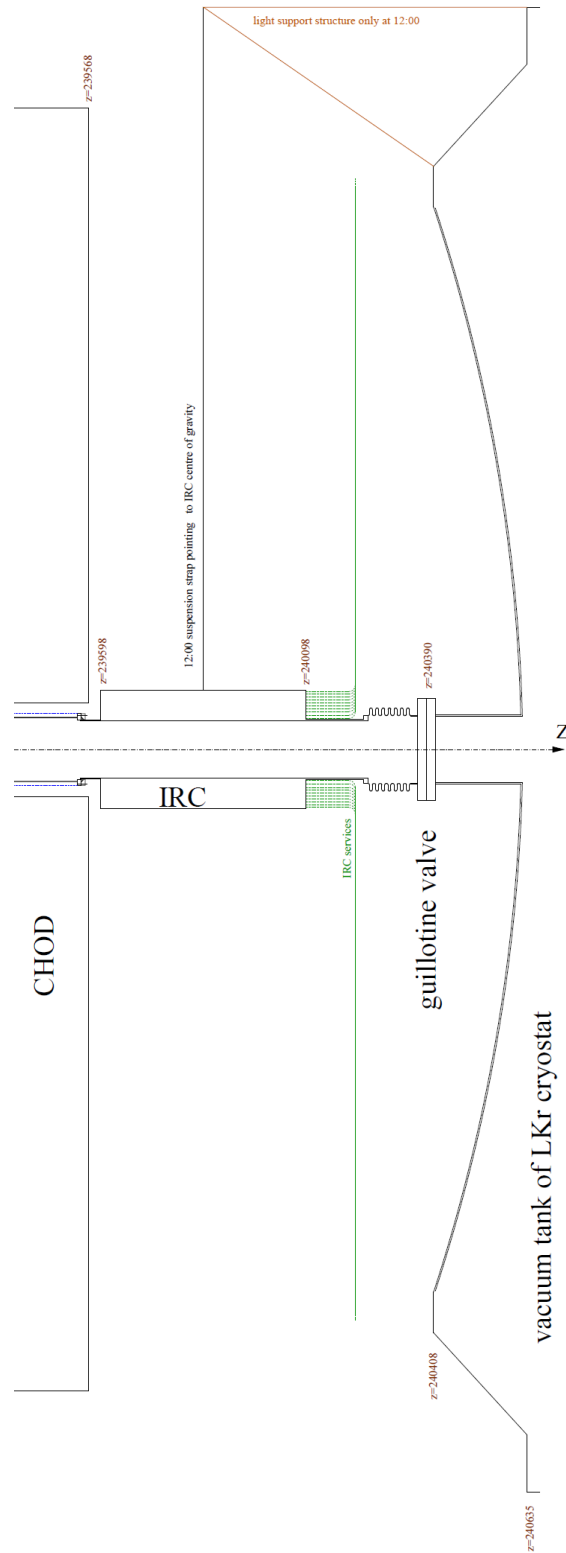 light support structure only at 12:00
z=239568
12:00 suspension strap pointing to IRC centre of gravity
z=239598
z=240098
z=240390
Z
IRC
IRC services
guillotine valve
CHOD
vacuum tank of LKr cryostat
z=240408
z=240635